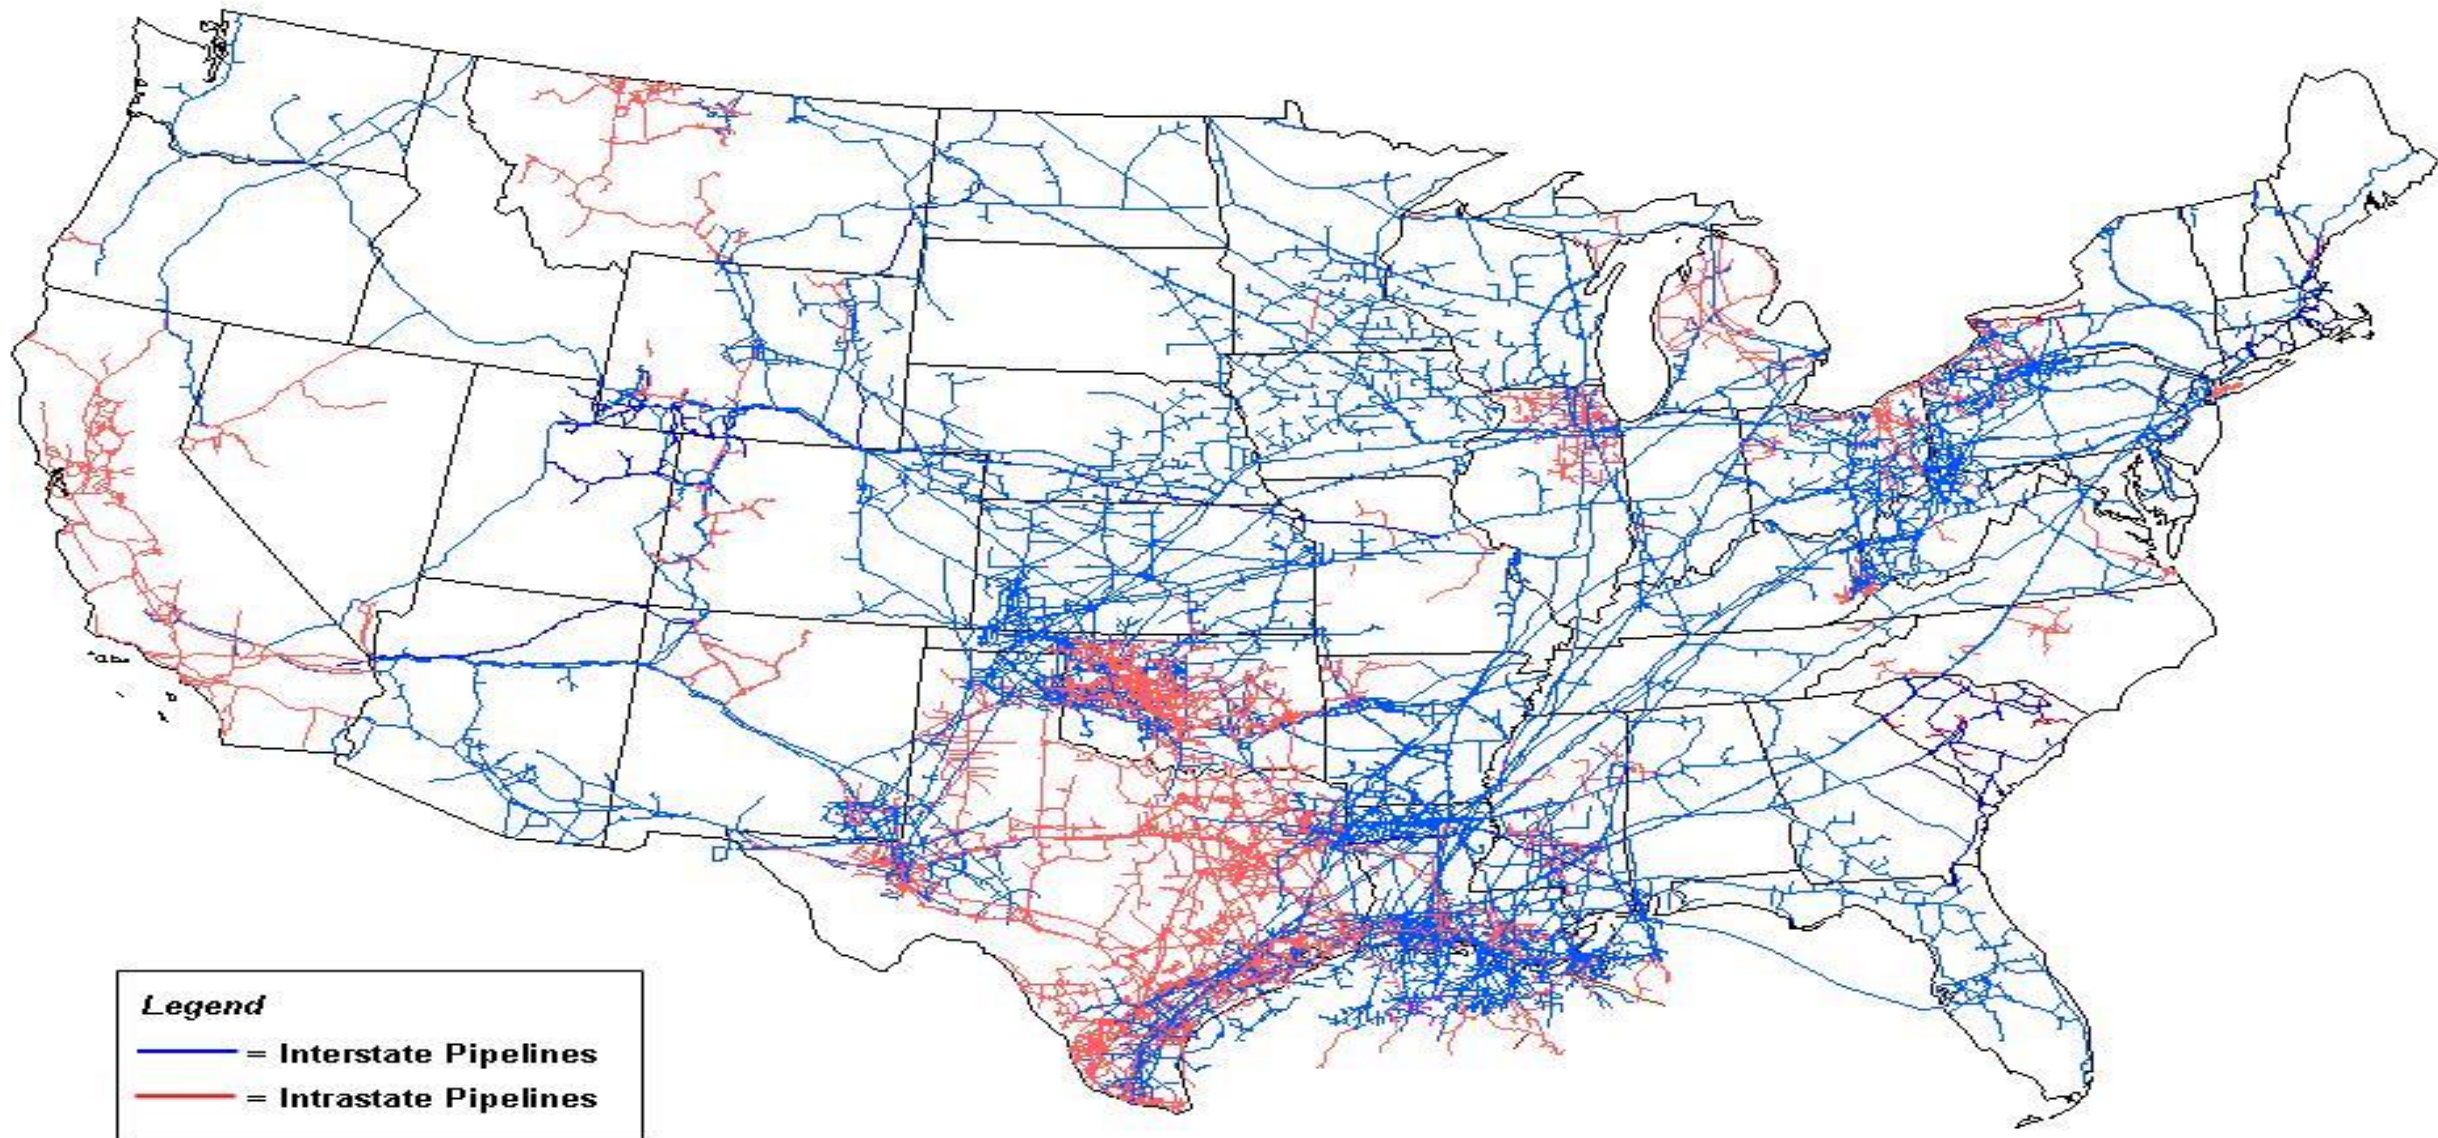 Legend
= Interstate Pipelines
= Intrastate Pipelines